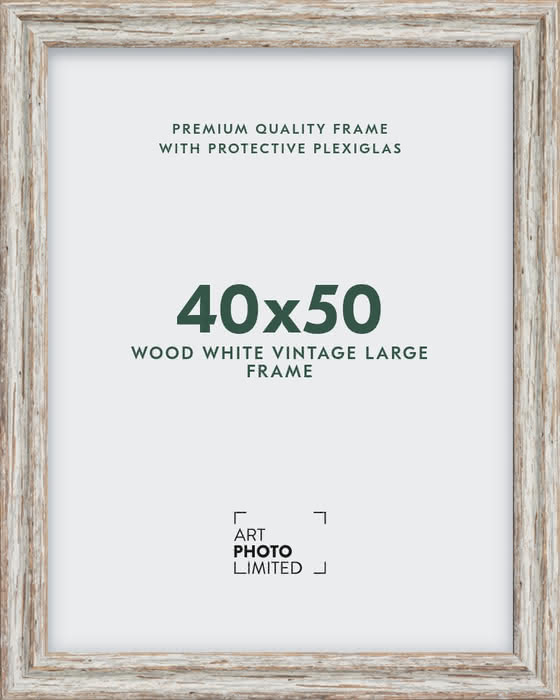 PREMIUM QUALITY FRAME
WITH PROTECTIVE PLEXIGLAS
40x50
WOOD WHITE VINTAGE LARGE
FRAME
ART
PHOTO
LIMITED